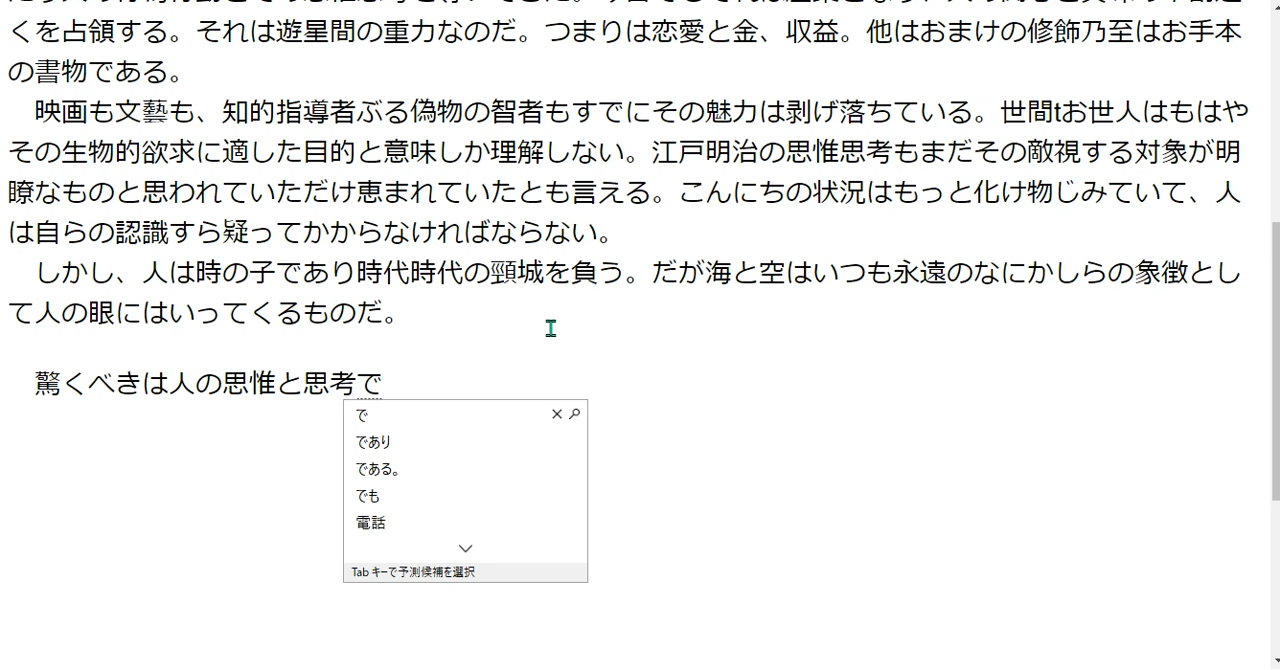 くを占領する。それは遊星間の重力なのだ。つまりは恋愛と金、収益。他はおまけの修飾乃至はお手本
の書物である。
映画も文藝も、知的指導者ぶる偽物の智者もすでにその魅力は剥げ落ちている。世間tお世人はもはや
その生物的欲求に適した目的と意味しか理解しない。江戸明治の思惟思考もまだその敵視する対象が明
瞭なものと思われていただけ恵まれていたとも言える。こんにちの状況はもっと化け物じみていて、人
は自らの認識すら疑ってかからなければならない。
しかし、人は時の子であり時代時代の頸城を負う。だが海と空はいつも永遠のなにかしらの象徴とし
て人の眼にはいってくるものだ。
驚くべきは人の思惟と思考で
で
であり
である。
でも
電話
Tab キーで予測候補を選択